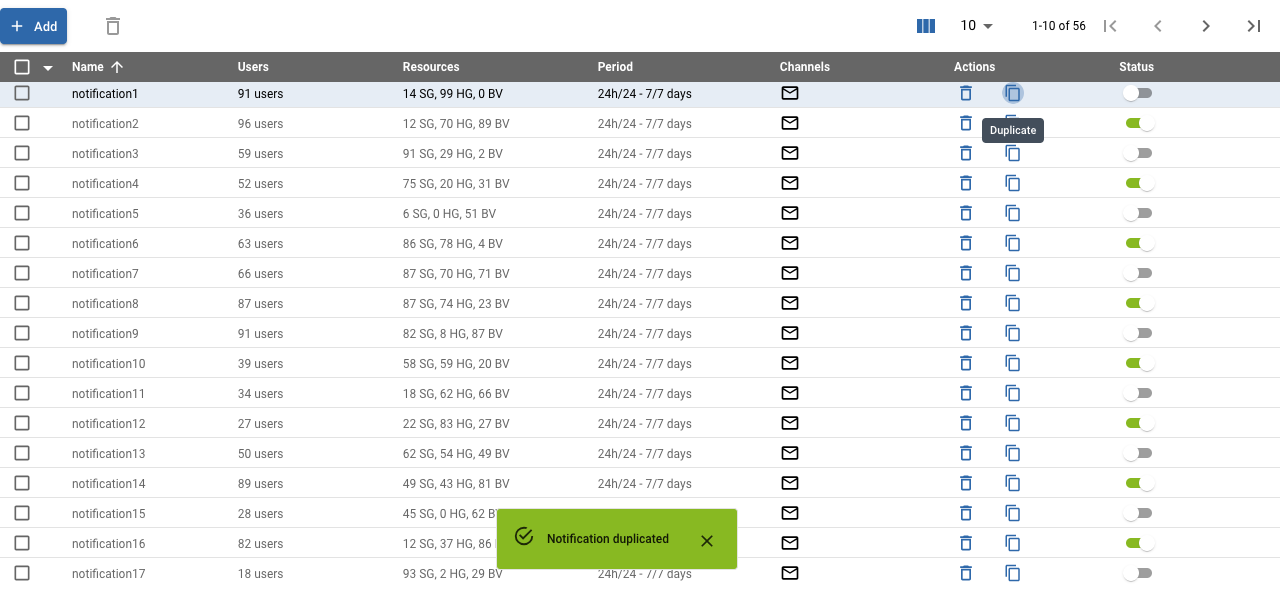 Add 10 1-10 of 56
Name Users Resources Period Channels Actions Status
notification1 91 users 14 SG, 99 HG, 0 BV 24h/24 - 7/7 days
notification2 96 users 12 SG, 70 HG, 89 BV 24h/24 - 7/7 days
Duplicate
notification3 59 users 91 SG, 29 HG, 2 BV 24h/24 - 7/7 days
notification4 52 users 75 SG, 20 HG, 31 BV 24h/24 - 7/7 days
notification5 36 users 6 SG, 0 HG, 51 BV 24h/24 - 7/7 days
notification6 63 users 86 SG, 78 HG, 4 BV 24h/24 - 7/7 days
notification7 66 users 87 SG, 70 HG, 71 BV 24h/24 - 7/7 days
notification8 87 users 87 SG, 74 HG, 23 BV 24h/24 - 7/7 days
notification9 91 users 82 SG, 8 HG, 87 BV 24h/24 - 7/7 days
notification10 39 users 58 SG, 59 HG, 20 BV 24h/24 - 7/7 days
notification11 34 users 18 SG, 62 HG, 66 BV 24h/24 - 7/7 days
notification12 27 users 22 SG, 83 HG, 27 BV 24h/24 - 7/7 days
notification13 50 users 62 SG, 54 HG, 49 BV 24h/24 - 7/7 days
notification14 89 users 49 SG, 43 HG, 81 BV 24h/24 - 7/7 days
notification15 28 users 45 SG, 0 HG, 62
notification16 82 users 12 SG, 37 HG, 86
Notification duplicated
notification17 18 users 93 SG, 2 HG, 29 BV 24h/24 - 7/7 days